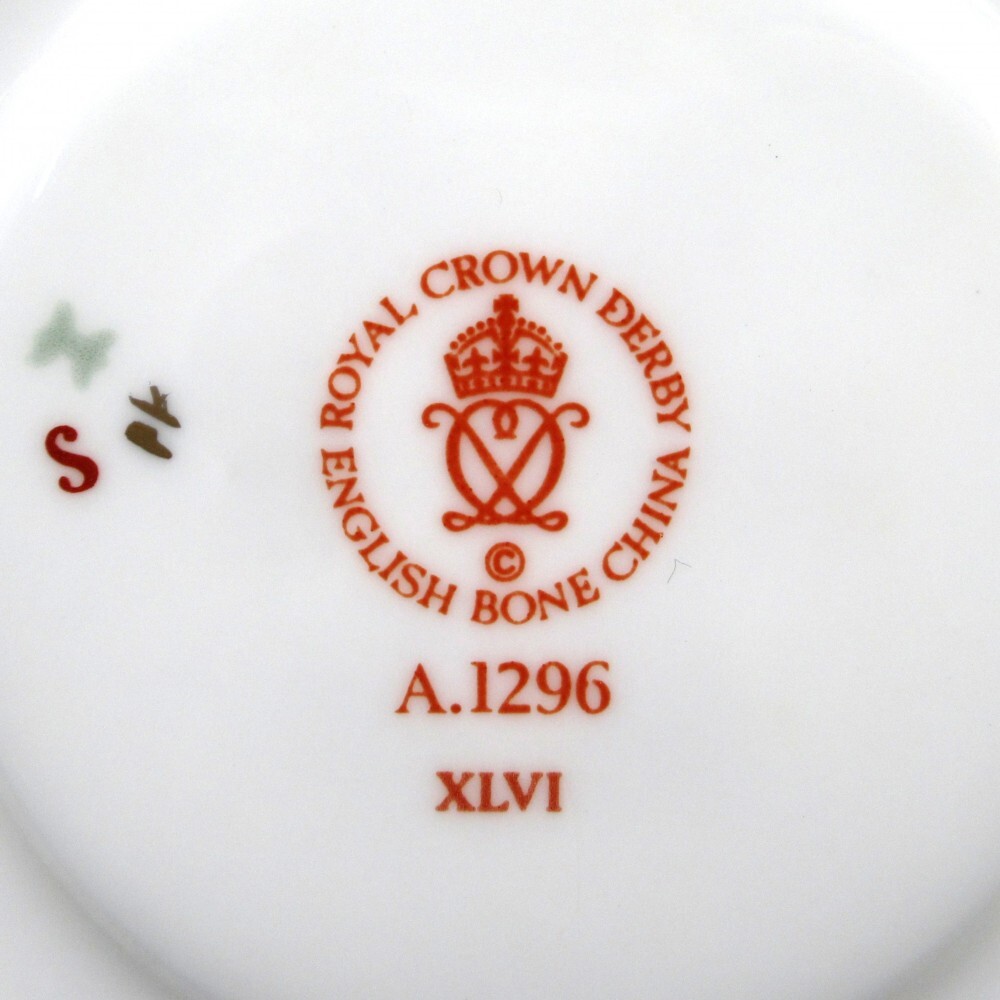 ROYAL CROWN DERBY
ENGLISH BONE CHINA
©
A.1296
XLVI
S